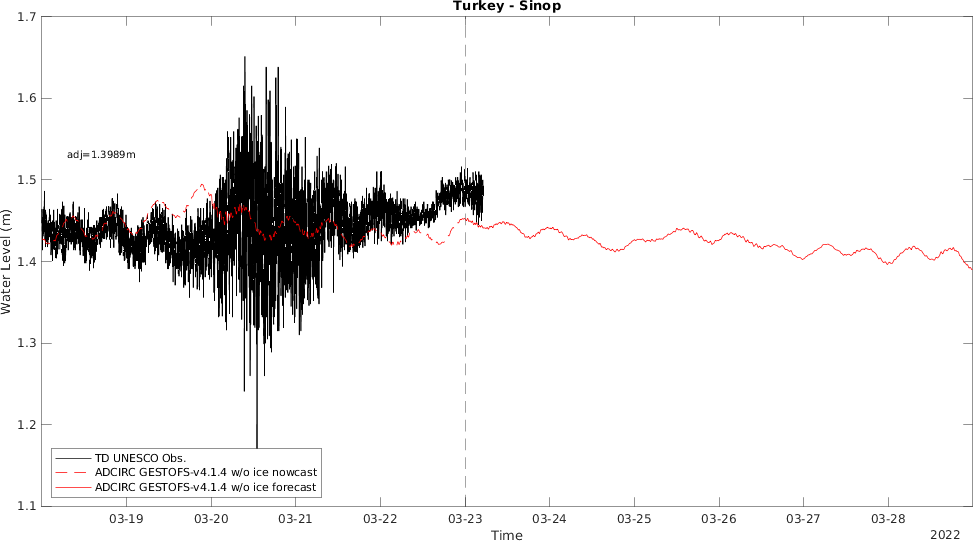 Turkey - Sinop
1.7
1.6
1.5
1.4
1.3
1.2
1.1
Water Level (m)
adj=1.3989m
TD UNESCO Obs.
ADCIRC GESTOFS-v4.1.4 w/o ice nowcast
ADCIRC GESTOFS-v4.1.4 w/o ice forecast
03-19 03-20 03-21 03-22 03-23 03-24 03-25 03-26 03-27 03-28
Time
2022